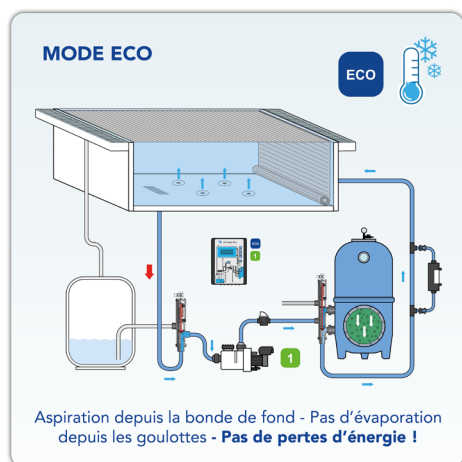 MODE ECO
ECO
ECO
1
1
Aspiration depuis la bonde de fond - Pas d'évaporation
depuis les goulottes - Pas de pertes d'énergie !